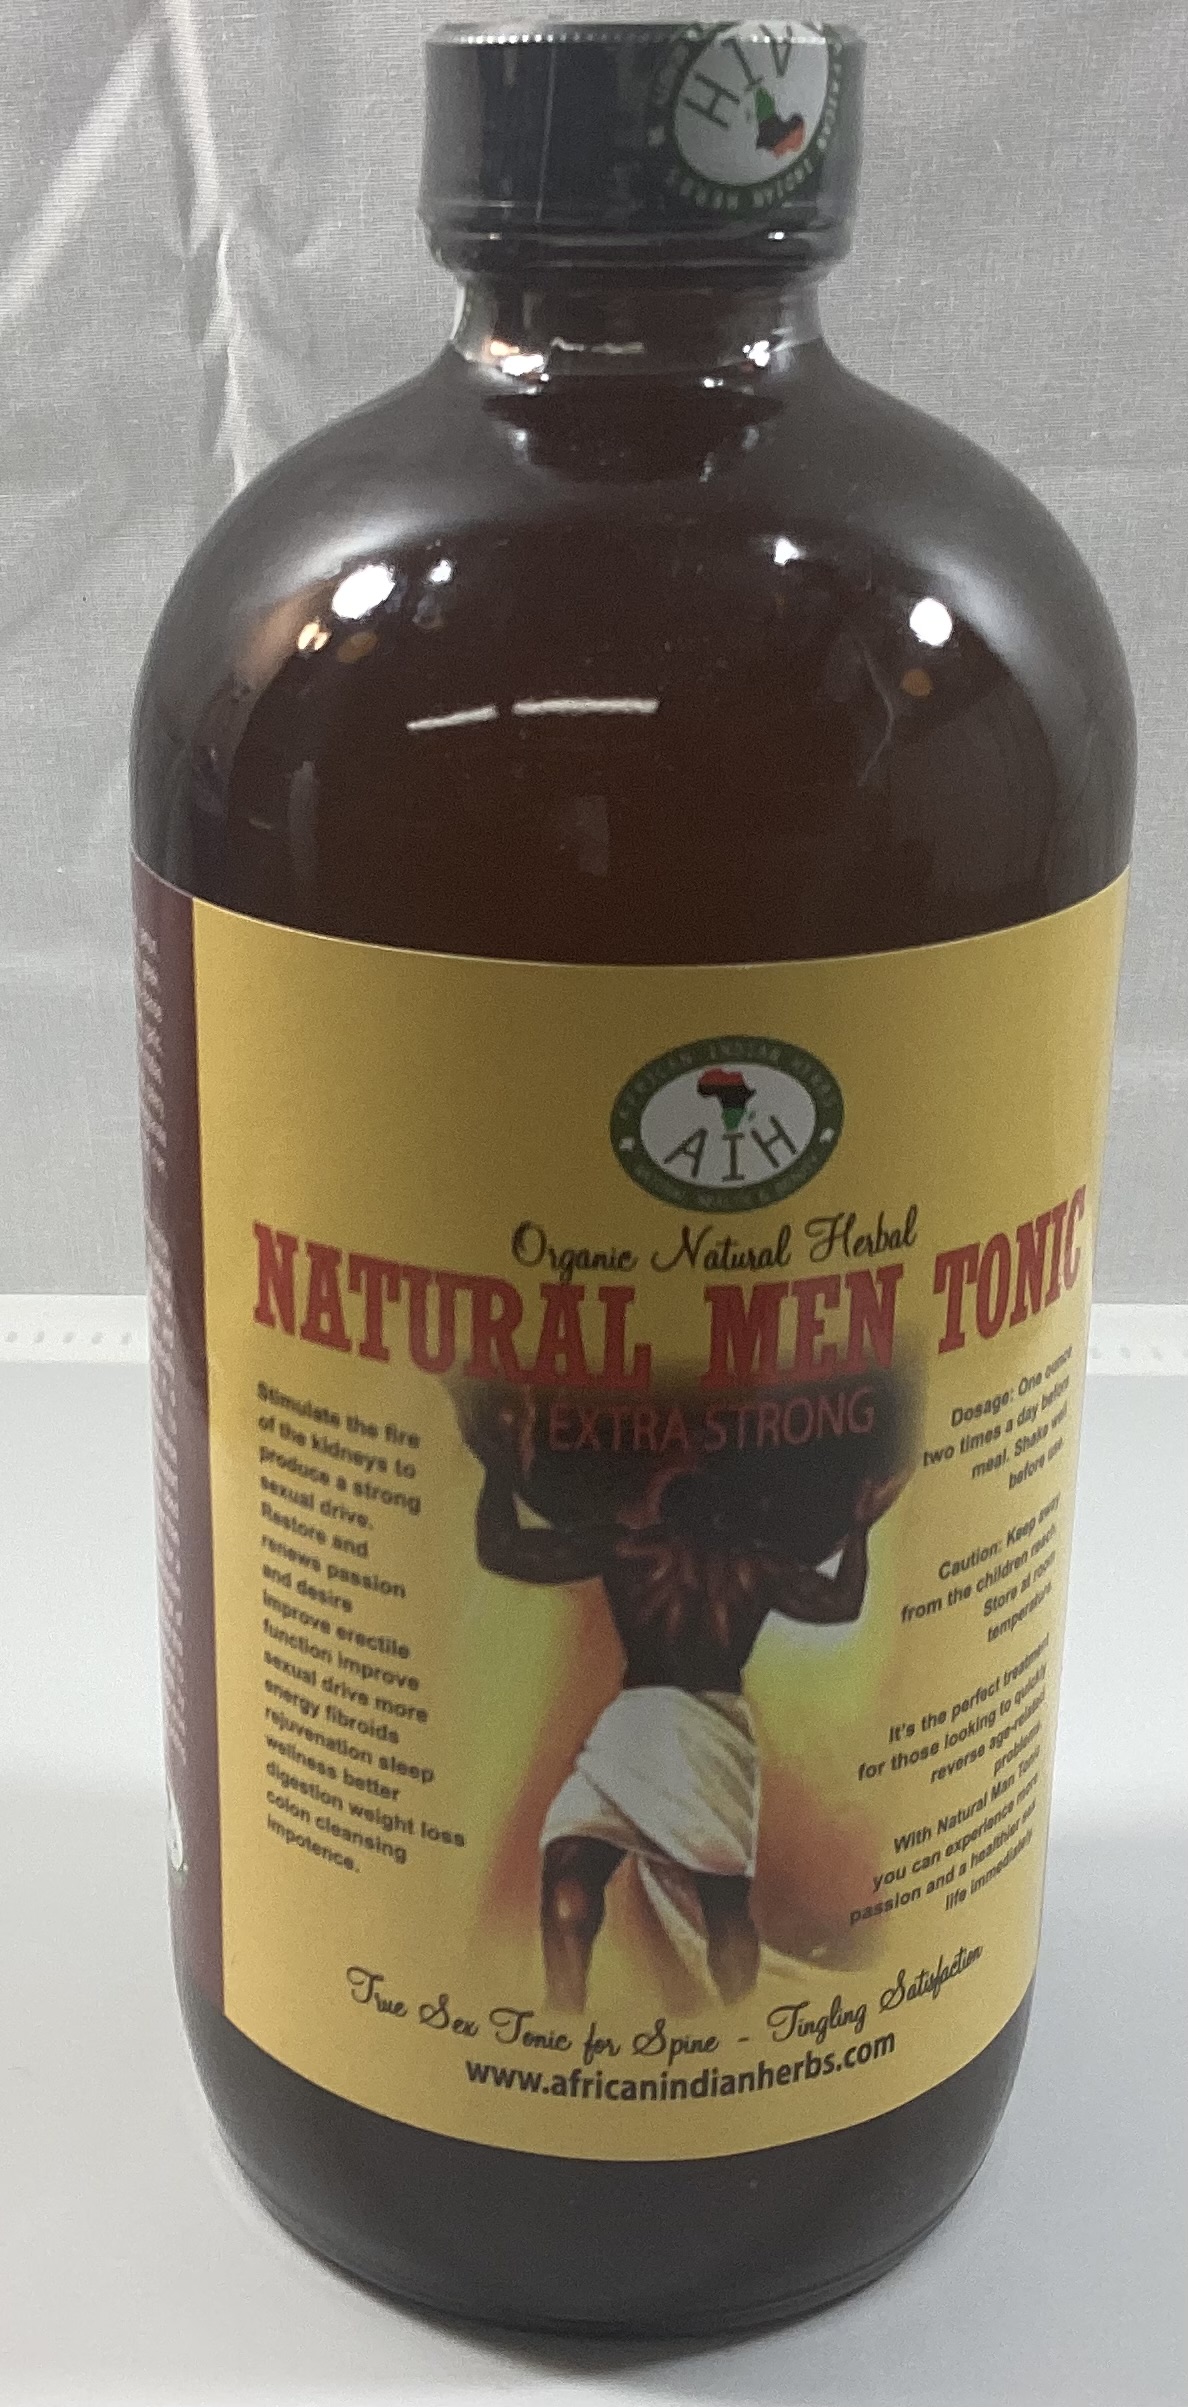 AIH
AFRICAN INDIAN HERBS
AIH
Organic Natural Herbal
NATURAL MEN TONIC
EXTRA STRONG
Stimulate the fire
of the kidneys to
produce a strong
sexual drive.
Restore and
renews passion
and desire
improve erectile
function improve
sexual drive more
energy fibroids
rejuvenation sleep
wellness better
digestion weight loss
colon cleansing
impotence.
Dosage: One ounce
two times a day before
meal. Shake well
before use
Caution: Keep away
from the children reach
Store at room
temperature
It's the perfect treatment
for those looking to quickly
reverse age-related
problems.
With Natural Man Tonic
you can experience more
passion and a healthier sex
life immediately
True Sex Tonic for Spine - Tingling Satisfaction
www.africanindianherbs.com